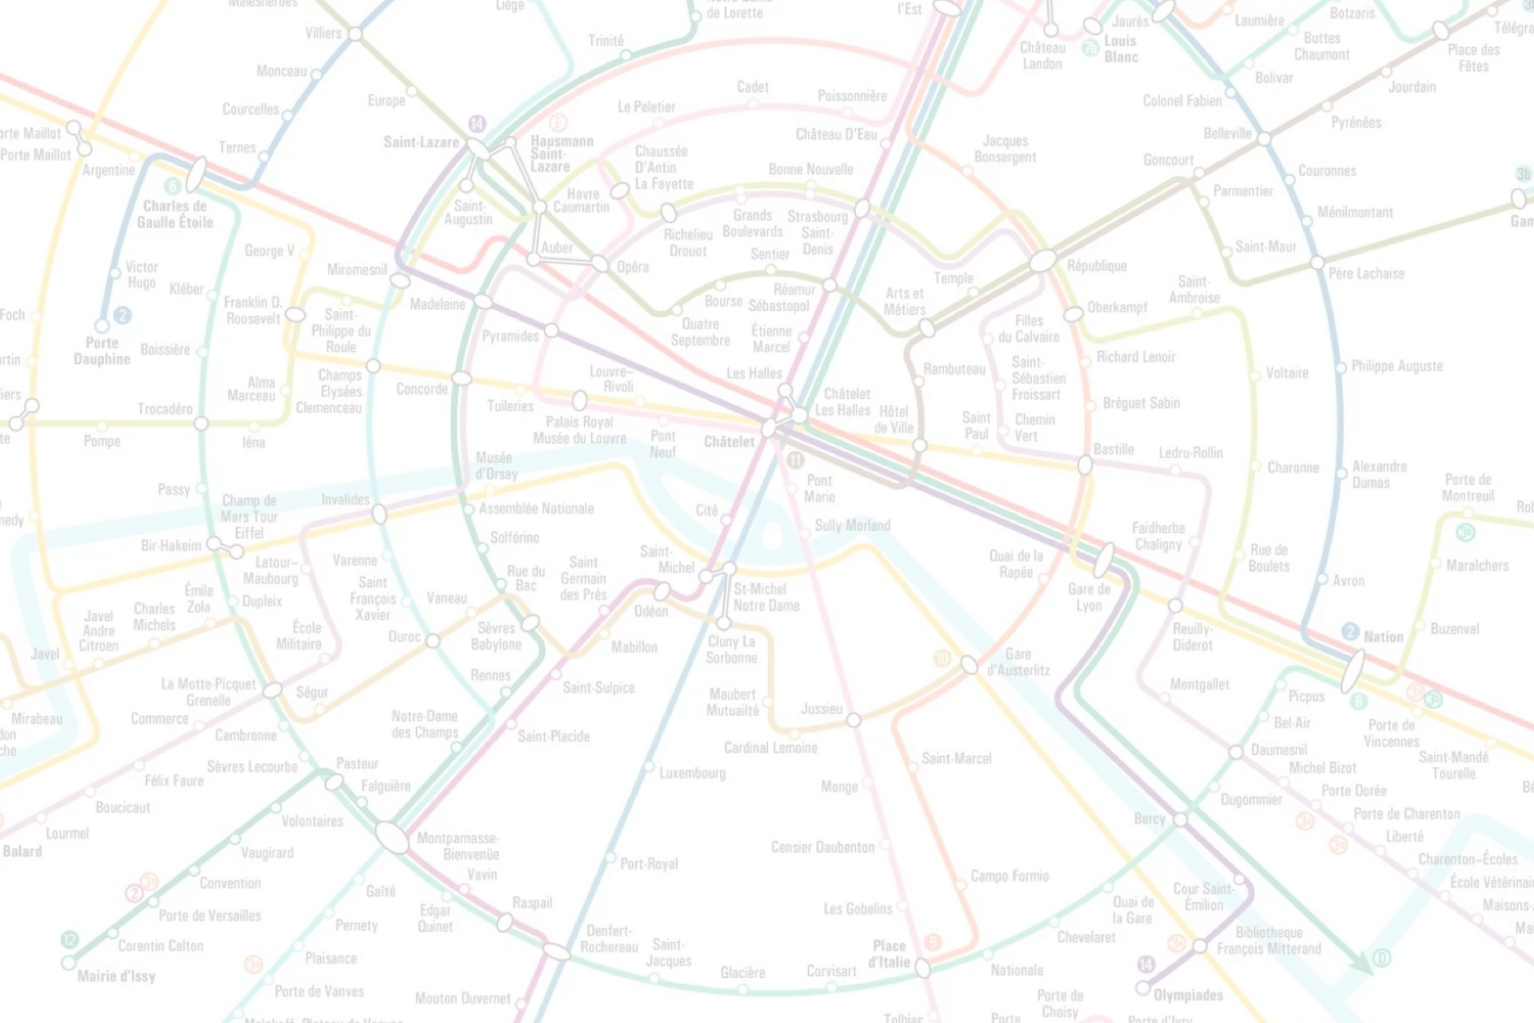 Malesherbes
Liège
de Lorette
l'Est
Jaurès
Louis
Blanc
7b
Château
Landon
Laumière
Botzaris
Buttes
Chaumont
Place des
Fêtes
Bolivar
Jourdain
Pyrénées
Colonel Fabien
Belleville
Goncourt
Couronnes
Parmentier
Ménilmontant
3b
Villiers
Monceau
Courcelles
Ternes
Europe
Trinité
Saint-Lazare
14
E
Hausmann
Saint-
Lazare
Le Peletier
Cadet
Poissonnière
Château D'Eau
Jacques
Bonsergent
Porte Maillot
Argentine
6
Charles de
Gaulle Étoile
Saint-
Augustin
Havre
Caumartin
Chaussée
D'Antin
La Fayette
Bonne Nouvelle
Richelieu
Drouot
Grands
Boulevards
Strasbourg
Saint-
Denis
Auber
Opéra
Sentier
Bourse
Quatre
Septembre
Réamur
Sébastopol
Étienne
Marcel
Temple
Arts et
Métiers
République
Oberkampf
Saint-Maur
Père Lachaise
Saint-
Ambroise
Victor
Hugo
2
Porte
Dauphine
Kléber
George V
Miromesnil
Franklin D.
Roosevelt
Saint-
Philippe du
Roule
Madeleine
Pyramides
Foch
Boissière
Alma
Marceau
Champs
Elysées
Clemenceau
Concorde
Tuileries
Louvre–
Rivoli
Palais Royal
Musée du Louvre
Pont
Neuf
Les Halles
Châtelet
Les Halles
Châtelet
11
Rambuteau
Hôtel
de Ville
Filles
du Calvaire
Saint-
Sébastien
Froissart
Saint
Paul
Chemin
Vert
Richard Lenoir
Bréguet Sabin
Bastille
Ledru-Rollin
Voltaire
Charonne
Philippe Auguste
Alexandre
Dumas
Porte de
Montreuil
Trocadéro
Pompe
Iéna
Passy
Champ de
Mars Tour
Eiffel
Bir-Hakeim
Invalides
Musée
d'Orsay
Assemblée Nationale
Solférino
Rue du
Bac
Latour–
Maubourg
Varenne
Saint
François
Xavier
Cité
Pont
Marie
Sully Morland
Saint-
Michel
St-Michel
Notre Dame
Saint
Germain
des Prés
Odéon
Cluny La
Sorbonne
Mabillon
Sèvres
Babylone
Vaneau
Duroc
École
Militaire
Dupleix
Émile
Zola
Charles
Michels
Javel
Andre
Citroen
Javel
Mirabeau
La Motte-Picquet
Grenelle
Ségur
Commerce
Cambronne
Sèvres Lecourbe
Félix Faure
Boucicaut
Lourmel
Balard
Pasteur
Falguière
Volontaires
Vaugirard
Convention
2
Porte de Versailles
Corentin Celton
12
Mairie d'Issy
Rennes
Notre-Dame
des Champs
Saint-Sulpice
Saint-Placide
Montparnasse-
Bienvenüe
Vavin
Edgar
Quinet
Raspail
Gaîté
Pernety
Plaisance
Porte de Vanves
Malakoff–Plateau de Vanves
Mouton Duvernet
Denfert-
Rochereau
Saint-
Jacques
Glacière
Corvisart
Place
d'Italie
5
Nationale
Chevelaret
Quai de
la Gare
Port-Royal
Luxembourg
Maubert
Mutuailté
Cardinal Lemoine
Jussieu
Monge
Censier Daubenton
Les Gobelins
Tolbiac
Saint-Marcel
Campo Formio
10
Gare
d'Austerlitz
Quai de la
Rapée
Gare de
Lyon
Faidherbe
Chaligny
Rue de
Boulets
Reuilly-
Diderot
Montgallet
Avron
2
Nation
Buzenval
Maraîchers
6
Picpus
Bel-Air
Daumesnil
Dugommier
Bercy
Michel Bizot
Porte Dorée
Porte de Charenton
Liberté
Charenton–Écoles
Porte de
Vincennes
Saint-Mandé
Tourelle
Cour Saint-
Émilion
Bibliotheque
François Mitterrand
14
Olympiades
Porte de
Choisy
Porte d'Ivry
Porte
D